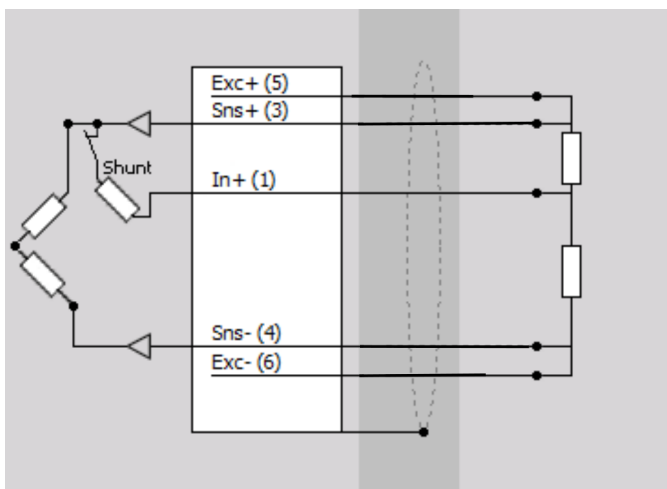 Exc+ (5)
Sns+ (3)
Shunt
In+ (1)
Sns- (4)
Exc- (6)